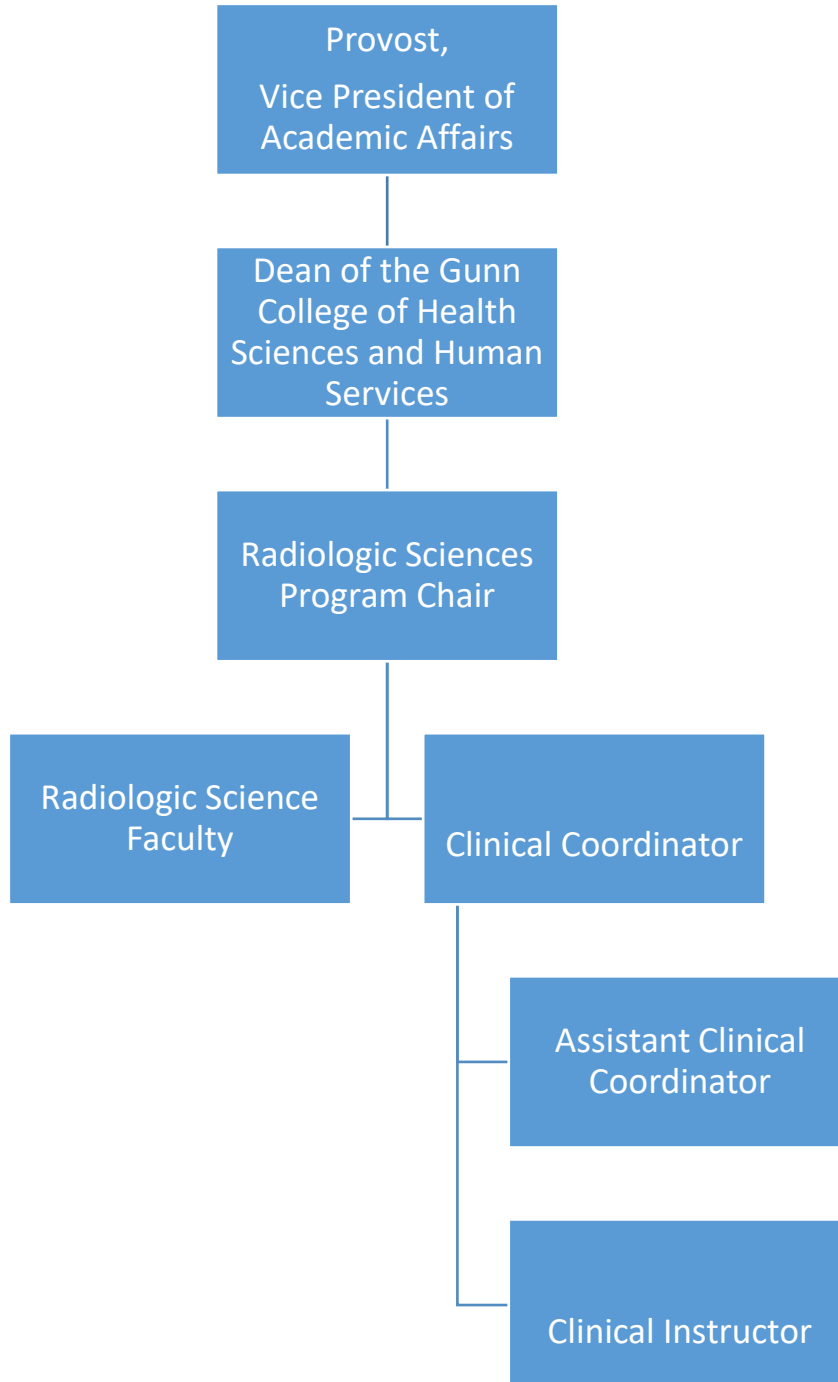 Provost,
Vice President of
Academic Affairs
Dean of the Gunn
College of Health
Sciences and Human
Services
Radiologic Sciences
Program Chair
Radiologic Science
Faculty
Clinical Coordinator
Assistant Clinical
Coordinator
Clinical Instructor